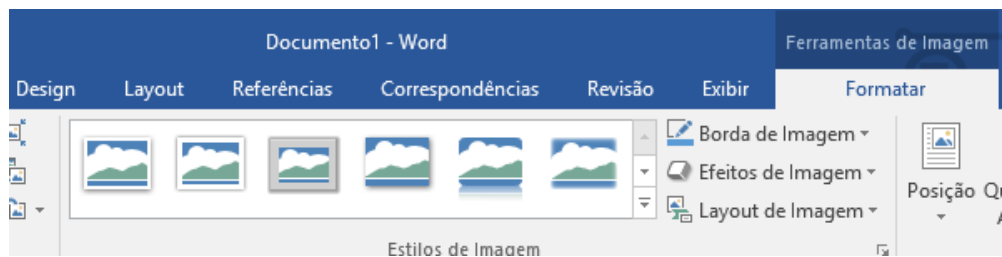 Documento1 - Word
Ferramentas de Imagem
Design Layout Referências Correspondências Revisão Exibir Formatar
Borda de Imagem
Efeitos de Imagem
Layout de Imagem
Posição
Estilos de Imagem